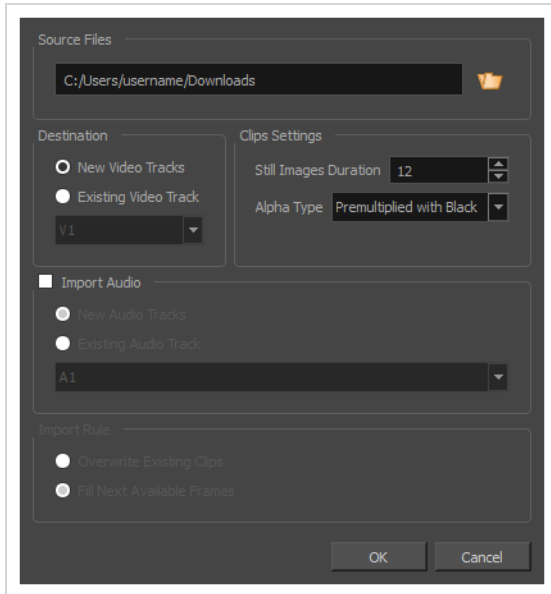 Source Files
C:/Users/username/Downloads
Destination
New Video Tracks
Existing Video Track
V1
Clips Settings
Still Images Duration 12
Alpha Type Premultiplied with Black
Import Audio
New Audio Tracks
Existing Audio Track
A1
Import Rule
Overwrite Existing Clips
Fill Next Available Frames
OK Cancel